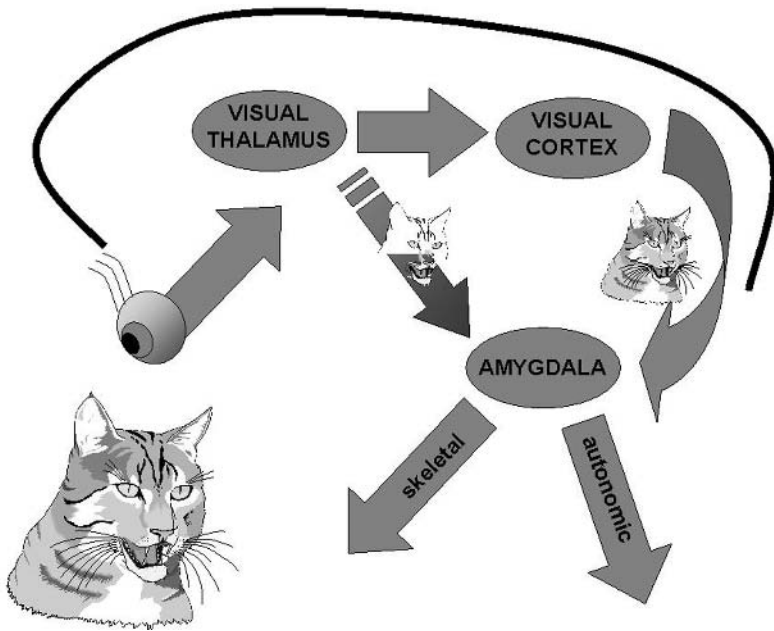 VISUAL
THALAMUS
VISUAL
CORTEX
AMYGDALA
skeletal
autonomic